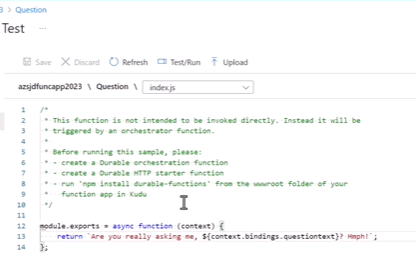 3 > Question
Test ...
Save Discard Refresh Test/Run Upload
azsjdfuncapp2023 \ Question \ index.js
1 /*
2 * This function is not intended to be invoked directly. Instead it will be
3 * triggered by an orchestrator function.
4 *
5 * Before running this sample, please:
6 * - create a Durable orchestration function
7 * - create a Durable HTTP starter function
8 * - run 'npm install durable-functions' from the wwwroot folder of your
9 * function app in Kudu
10 */
11
12 module.exports = async function (context) {
13 return `Are you really asking me, ${context.bindings.questiontext}? Hmph!`;
14 };